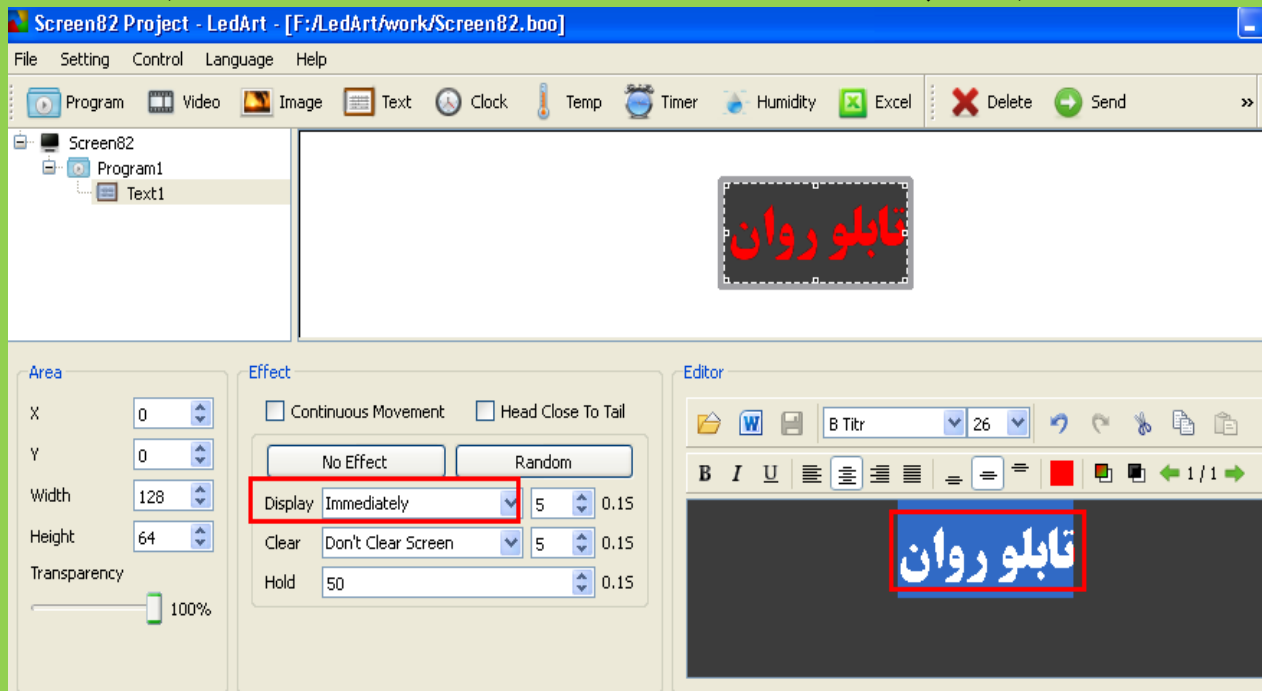 Screen82 Project - LedArt - [F:/LedArt/work/Screen82.boo]
File Setting Control Language Help
Program Video Image Text Clock Temp Timer Humidity Excel Delete Send »
Screen82
Program1
Text1
تابلو روان
Area
X 0
Y 0
Width 128
Height 64
Transparency
100%
Effect
Continuous Movement Head Close To Tail
No Effect Random
Display Immediately 5 0.1S
Clear Don't Clear Screen 5 0.1S
Hold 50 0.1S
Editor
B Titr 26
B I U 1/1
تابلو روان